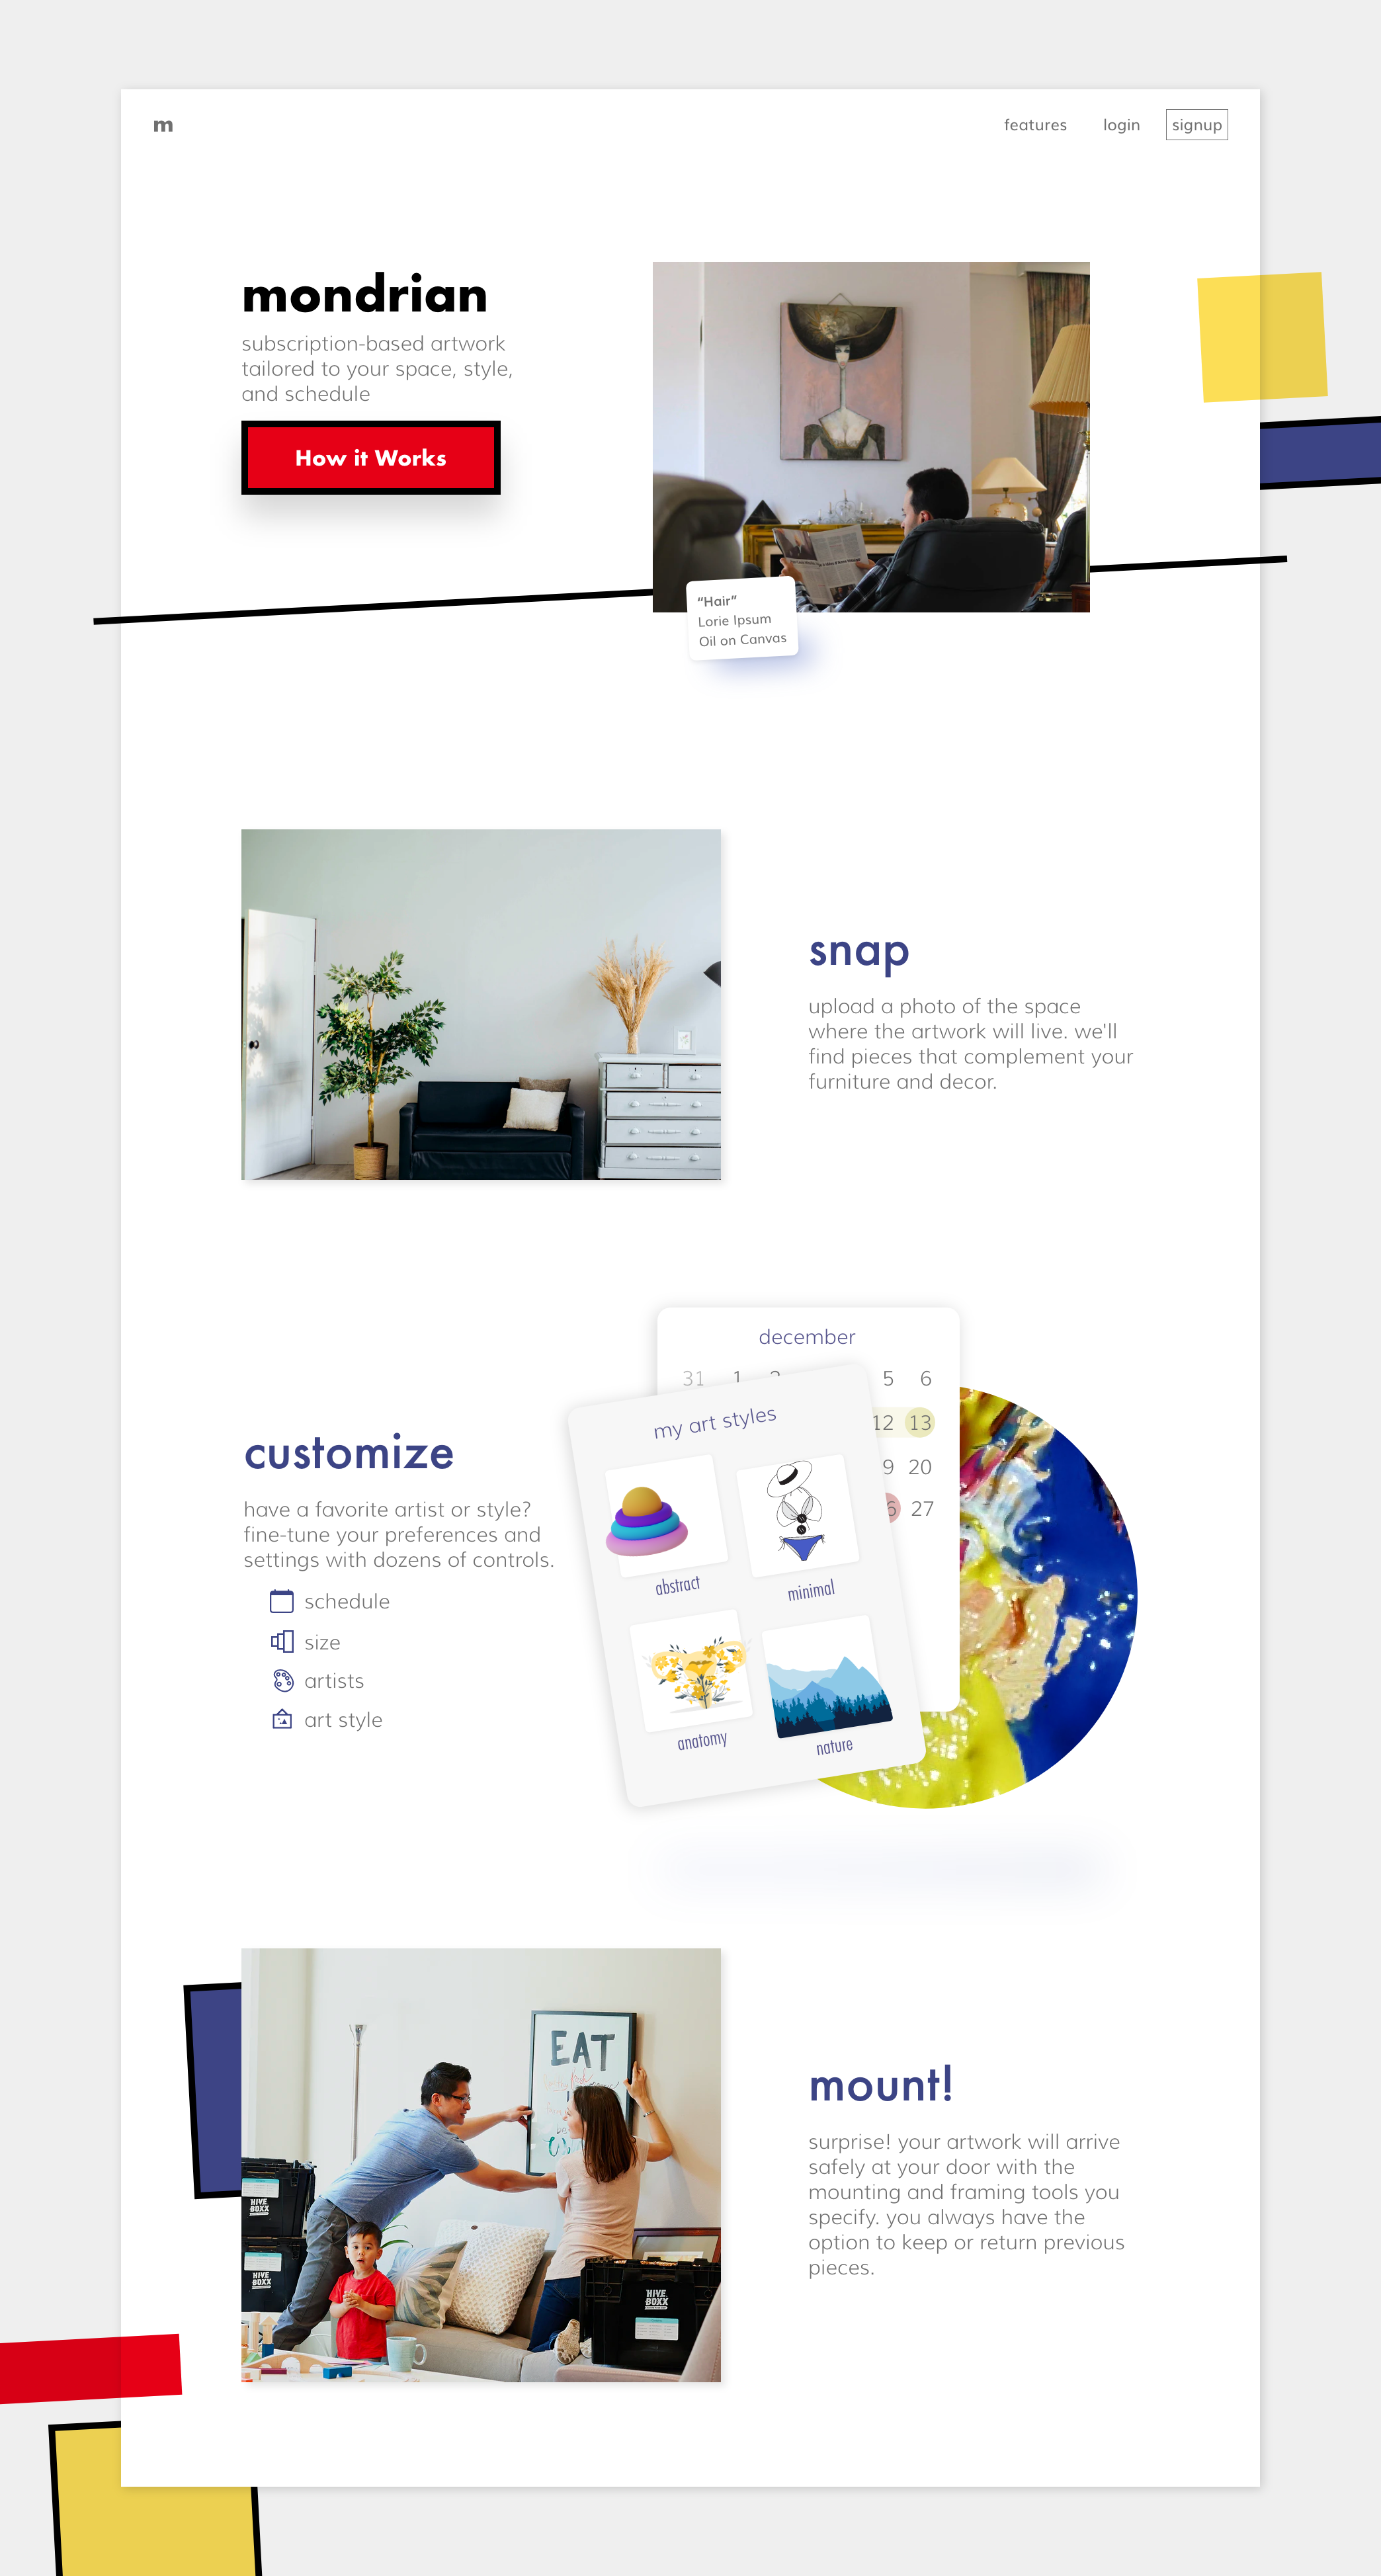 m
features login signup
mondrian
subscription-based artwork
tailored to your space, style,
and schedule
How it Works
“Hair”
Lorie Ipsum
Oil on Canvas
snap
upload a photo of the space
where the artwork will live. we'll
find pieces that complement your
furniture and decor.
customize
have a favorite artist or style?
fine-tune your preferences and
settings with dozens of controls.
schedule
size
artists
art style
december
31 1 5 6
12 13
9 20
6 27
my art styles
abstract
minimal
anatomy
nature
EAT
HIVE
BOXX
HIVE
BOXX
HIVE
BOXX
mount!
surprise! your artwork will arrive
safely at your door with the
mounting and framing tools you
specify. you always have the
option to keep or return previous
pieces.